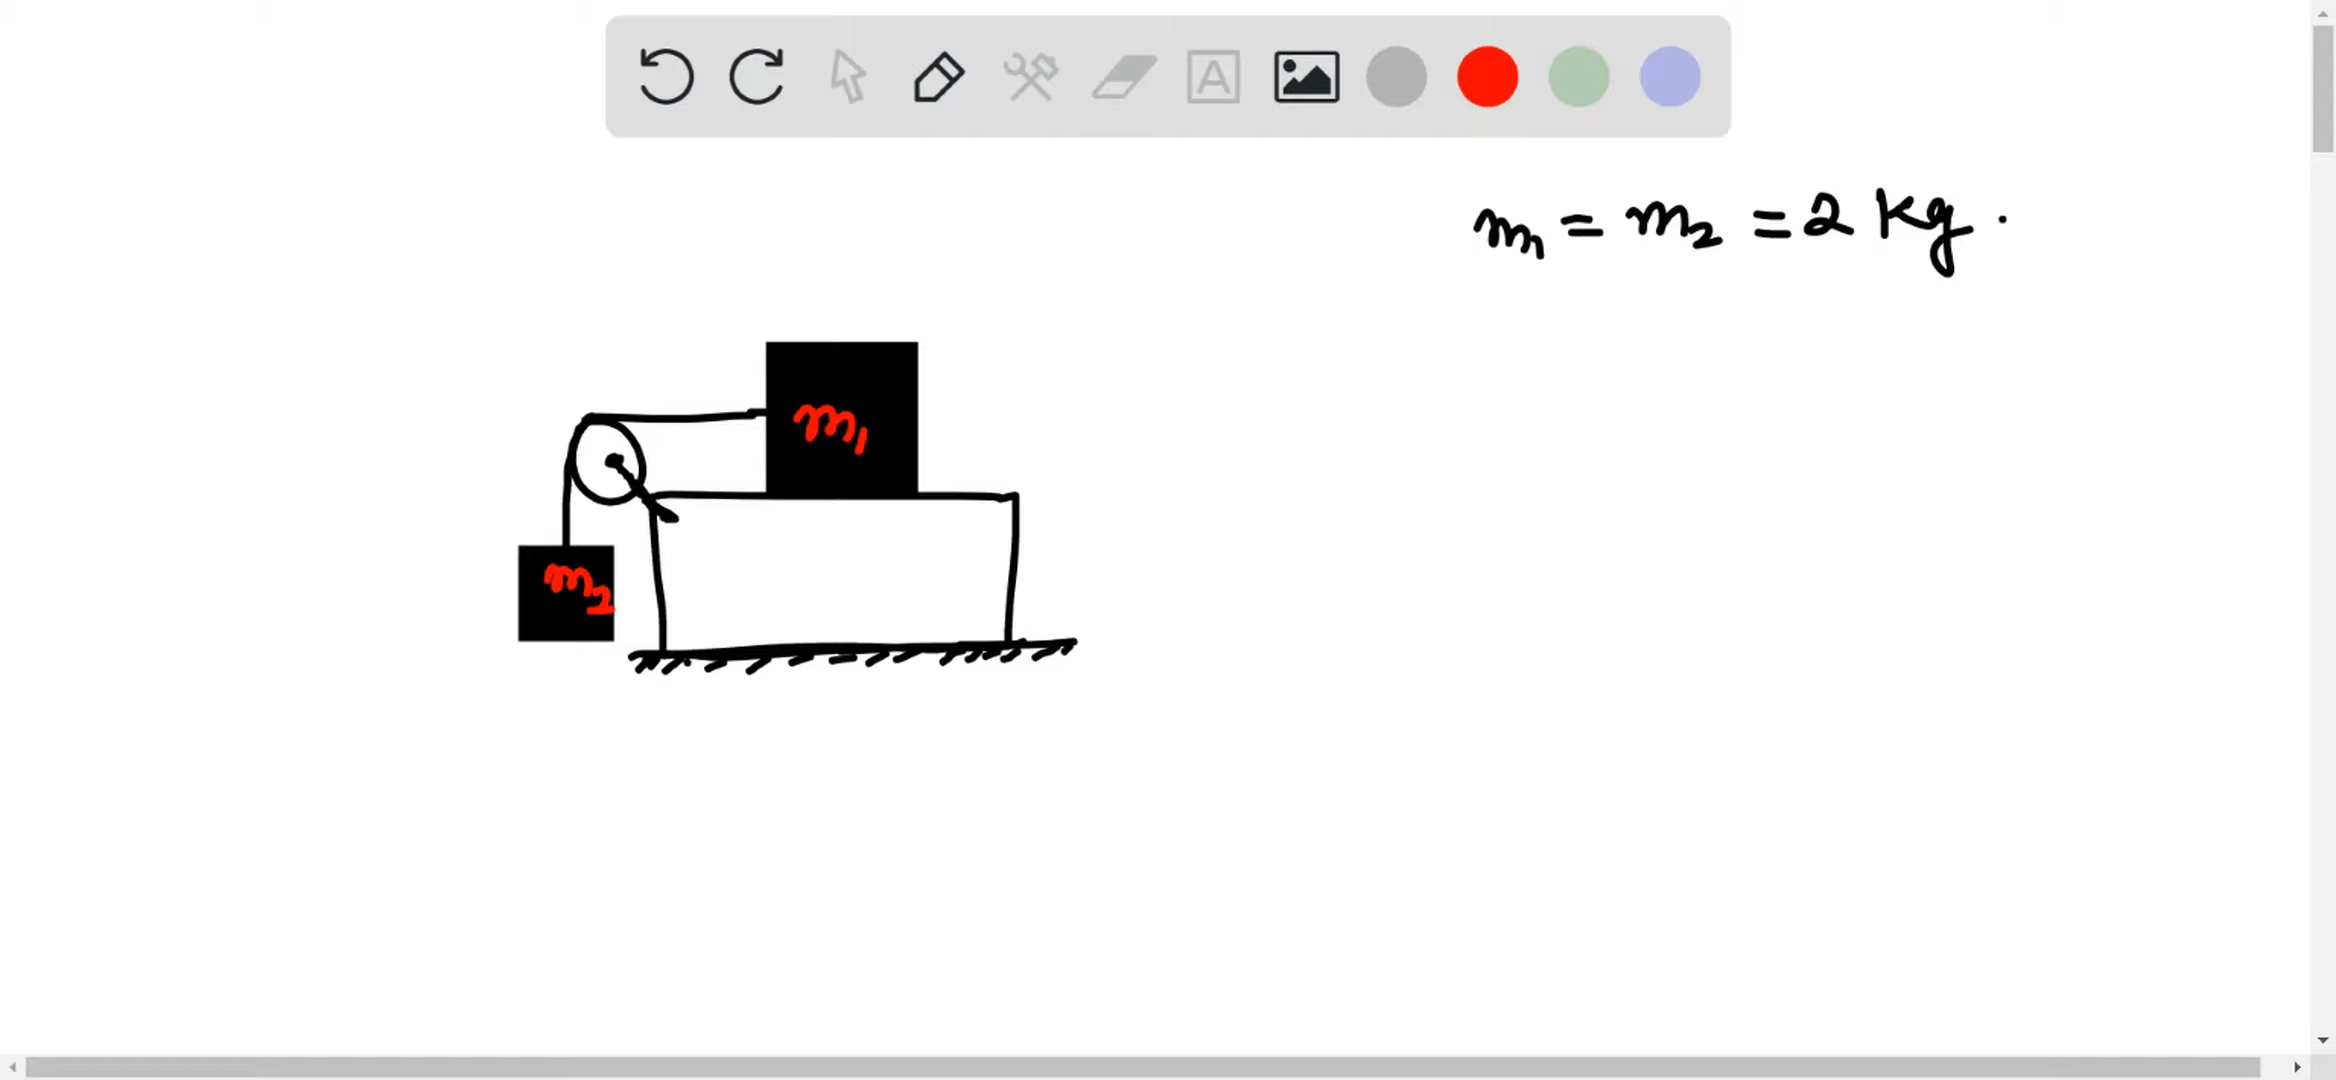 A
m₁ = m₂ = 2 kg.
m₁
m₂